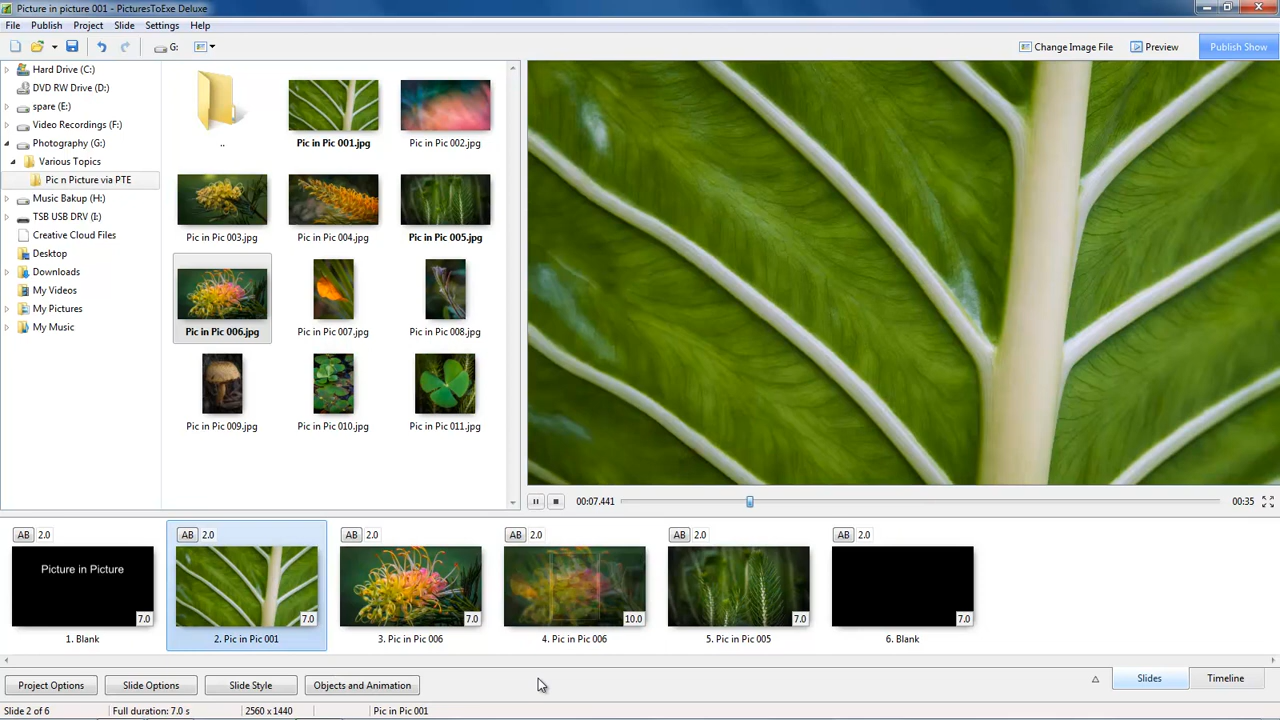 Picture in picture 001 - PicturesToExe Deluxe
File Publish Project Slide Settings Help
G: Change Image File Preview Publish Show
Hard Drive (C:)
DVD RW Drive (D:)
spare (E:)
Video Recordings (F:)
Photography (G:)
Various Topics
Pic n Picture via PTE
Music Bakup (H:)
TSB USB DRV (I:)
Creative Cloud Files
Desktop
Downloads
My Videos
My Pictures
My Music
.. Pic in Pic 001.jpg Pic in Pic 002.jpg
Pic in Pic 003.jpg Pic in Pic 004.jpg Pic in Pic 005.jpg
Pic in Pic 006.jpg Pic in Pic 007.jpg Pic in Pic 008.jpg
Pic in Pic 009.jpg Pic in Pic 010.jpg Pic in Pic 011.jpg
00:07.441 00:35
AB 2.0 AB 2.0 AB 2.0 AB 2.0 AB 2.0 AB 2.0
Picture in Picture
7.0 7.0 7.0 10.0 7.0 7.0
1. Blank 2. Pic in Pic 001 3. Pic in Pic 006 4. Pic in Pic 006 5. Pic in Pic 005 6. Blank
Project Options Slide Options Slide Style Objects and Animation Slides Timeline
Slide 2 of 6 Full duration: 7.0 s 2560 x 1440 Pic in Pic 001